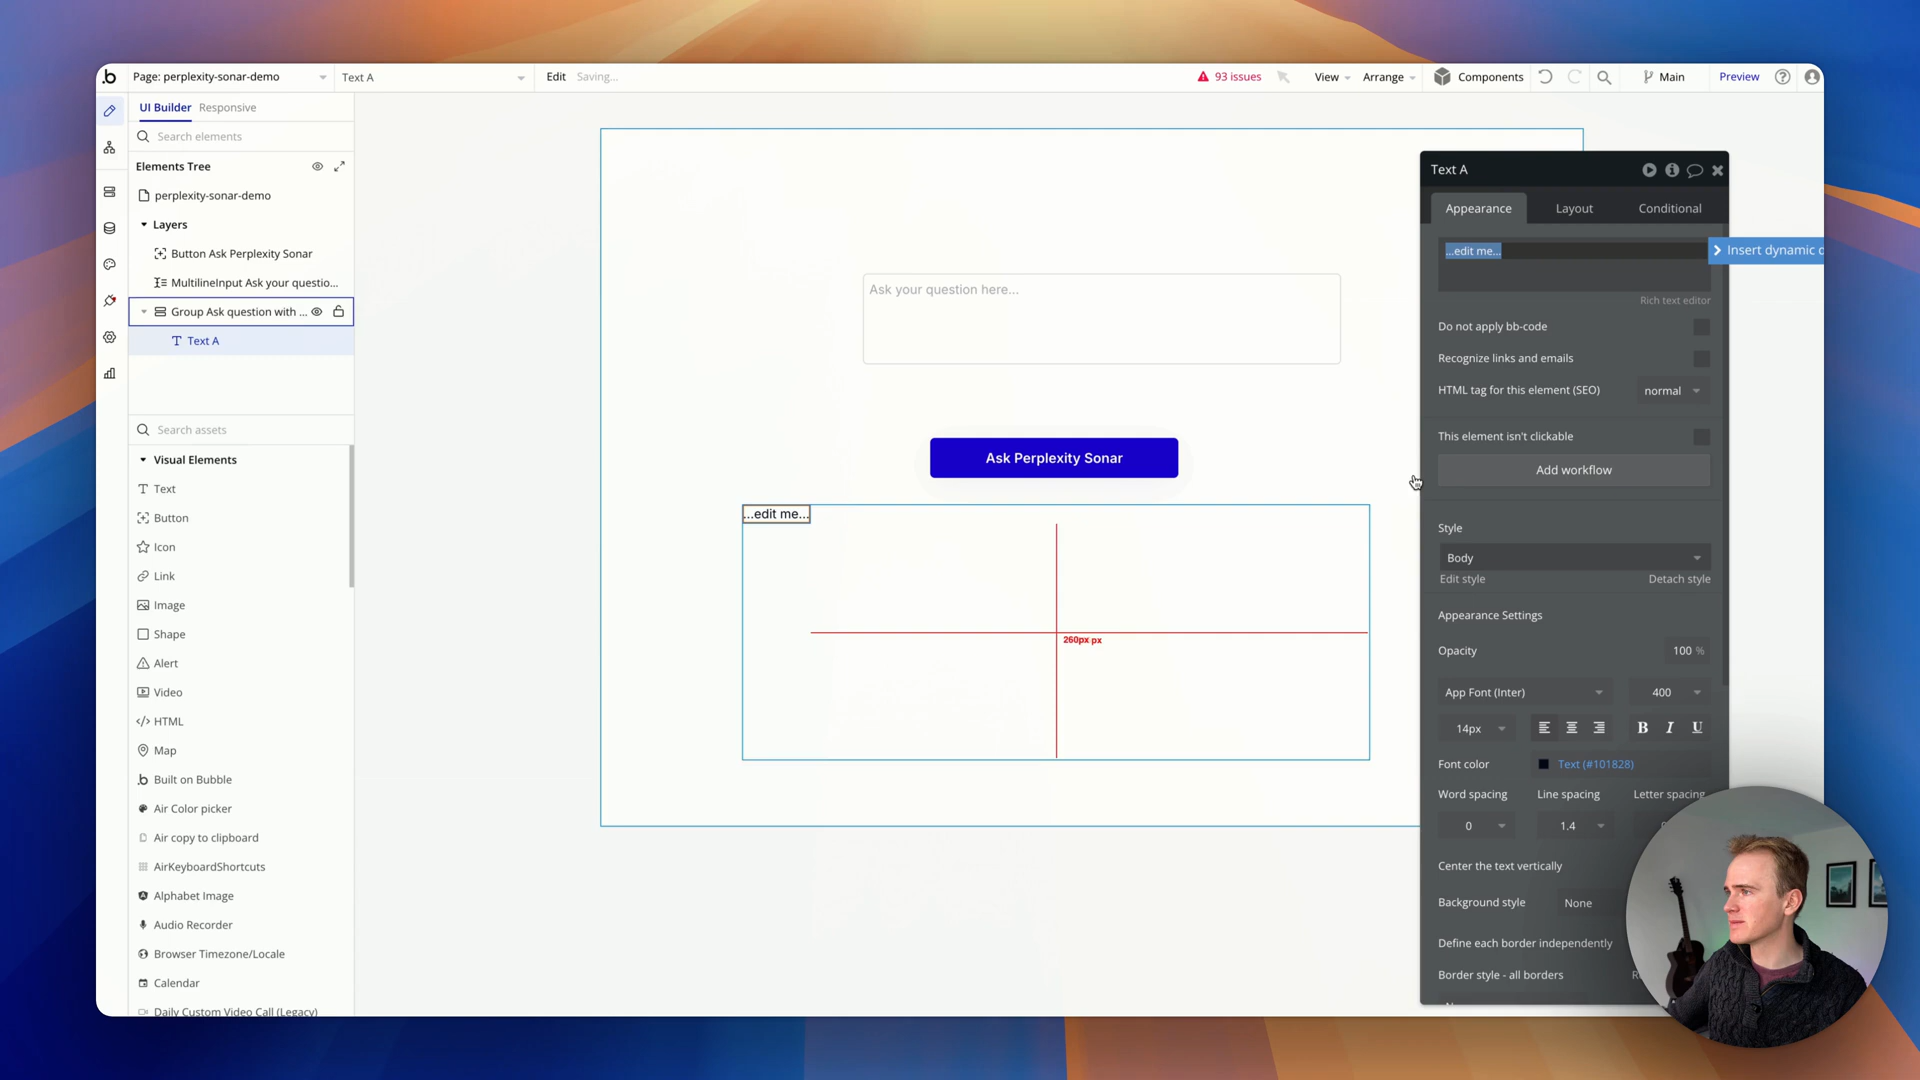 Page: perplexity-sonar-demo
Text A
Edit
Saving...
93 issues
View
Arrange
Components
Main
Preview
UI Builder
Responsive
Search elements
Elements Tree
perplexity-sonar-demo
Layers
Button Ask Perplexity Sonar
MultilineInput Ask your questio...
Group Ask question with ...
Text A
Search assets
Visual Elements
Text
Button
Icon
Link
Image
Shape
Alert
Video
HTML
Map
Built on Bubble
Air Color picker
Air copy to clipboard
AirKeyboardShortcuts
Alphabet Image
Audio Recorder
Browser Timezone/Locale
Calendar
Daily Custom Video Call (Legacy)
Ask your question here...
Ask Perplexity Sonar
...edit me...
260px px
Text A
Appearance
Layout
Conditional
...edit me...
Insert dynamic
Rich text editor
Do not apply bb-code
Recognize links and emails
HTML tag for this element (SEO)
normal
This element isn't clickable
Add workflow
Style
Body
Edit style
Detach style
Appearance Settings
Opacity
100 %
App Font (Inter)
400
14px
B I U
Font color
Text (#101828)
Word spacing
Line spacing
Letter spacing
0
1.4
Center the text vertically
Background style
None
Define each border independently
Border style - all borders